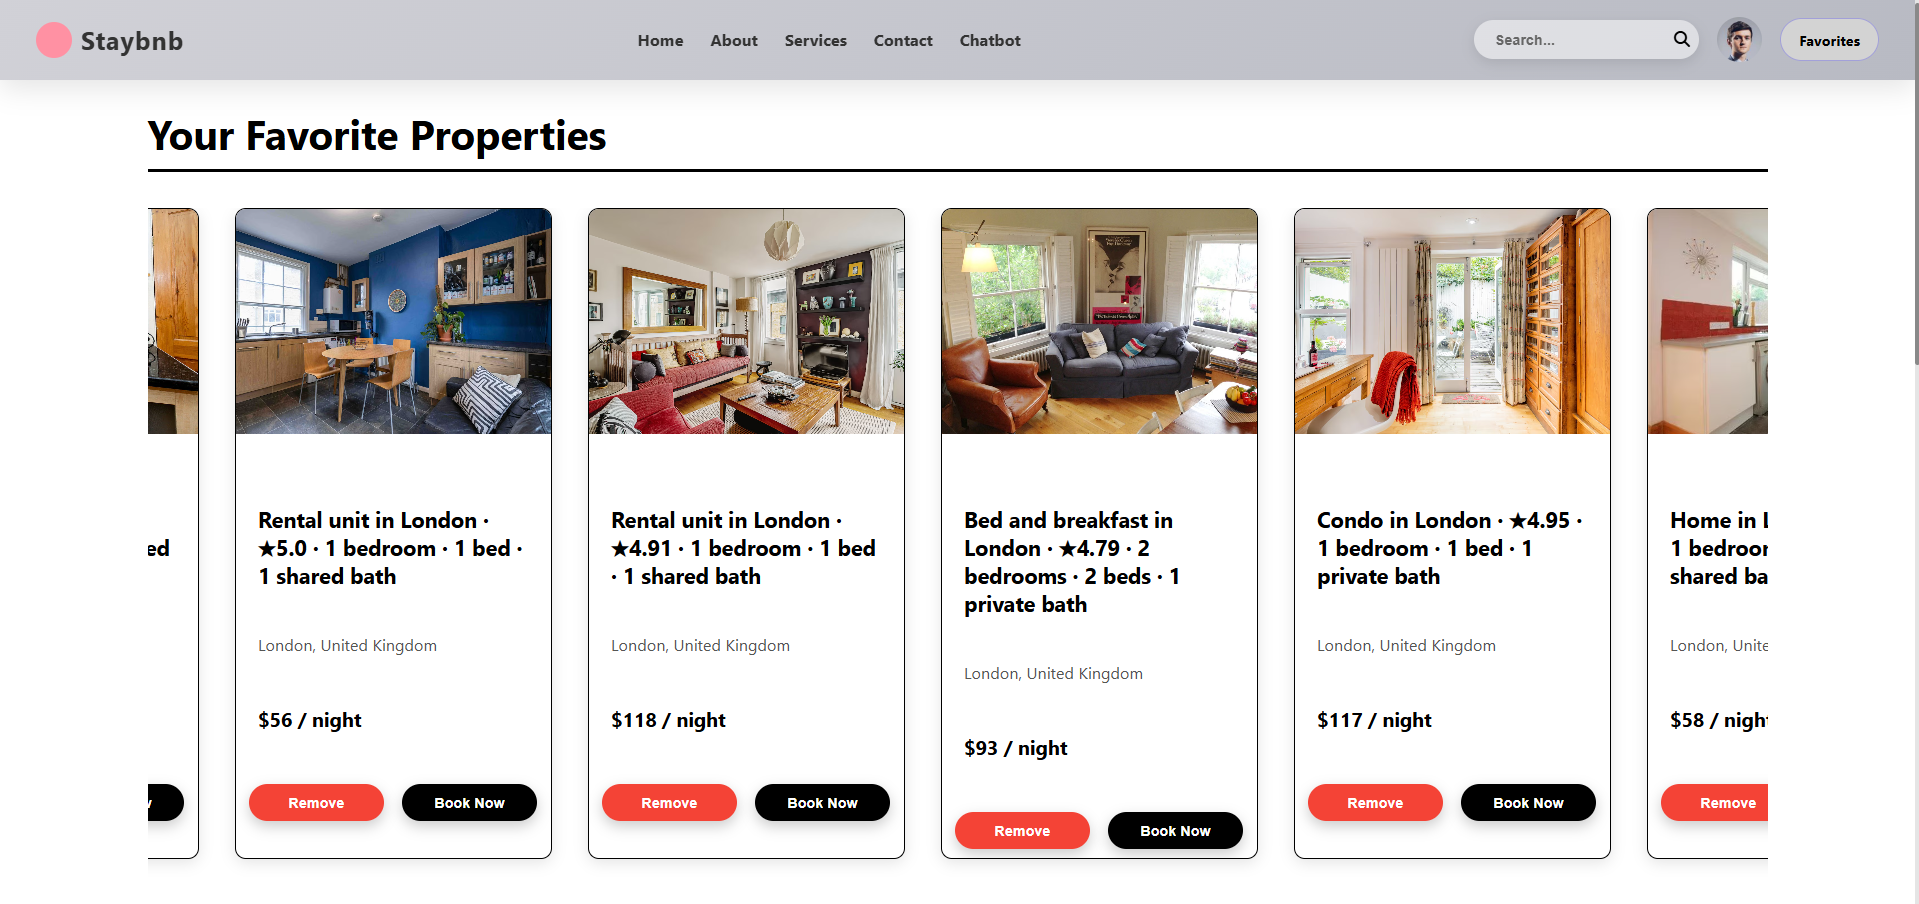 Staybnb
Home About Services Contact Chatbot
Search...
Favorites
Your Favorite Properties
ed
Rental unit in London ·
★5.0 · 1 bedroom · 1 bed ·
1 shared bath
London, United Kingdom
$56 / night
Remove
Book Now
Rental unit in London ·
★4.91 · 1 bedroom · 1 bed
· 1 shared bath
London, United Kingdom
$118 / night
Remove
Book Now
Bed and breakfast in
London · ★4.79 · 2
bedrooms · 2 beds · 1
private bath
London, United Kingdom
$93 / night
Remove
Book Now
Condo in London · ★4.95 ·
1 bedroom · 1 bed · 1
private bath
London, United Kingdom
$117 / night
Remove
Book Now
Home in L
1 bedroo
shared ba
London, Unite
$58 / nigh
Remove